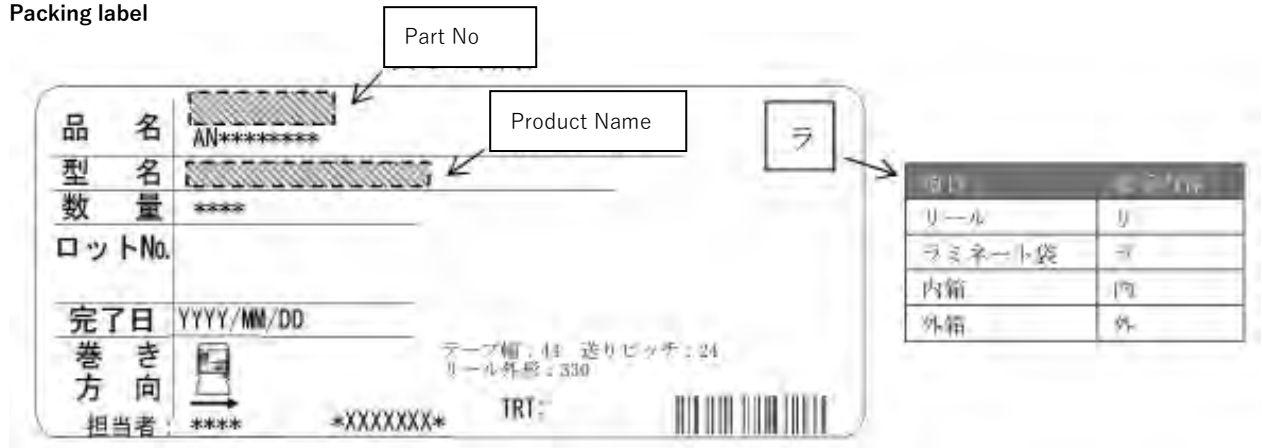 Packing label
Part No
Product Name
品 名
AN********
型 名
数 量 ****
ロットNo.
完了日 YYYY/MM/DD
巻き方向
担当者: ****
*XXXXXXX*
テープ幅:44 送りピッチ:24
リール外形:330
TRT:
ラ
リール リ
ラミネート袋 ラ
内箱 内
外箱 外